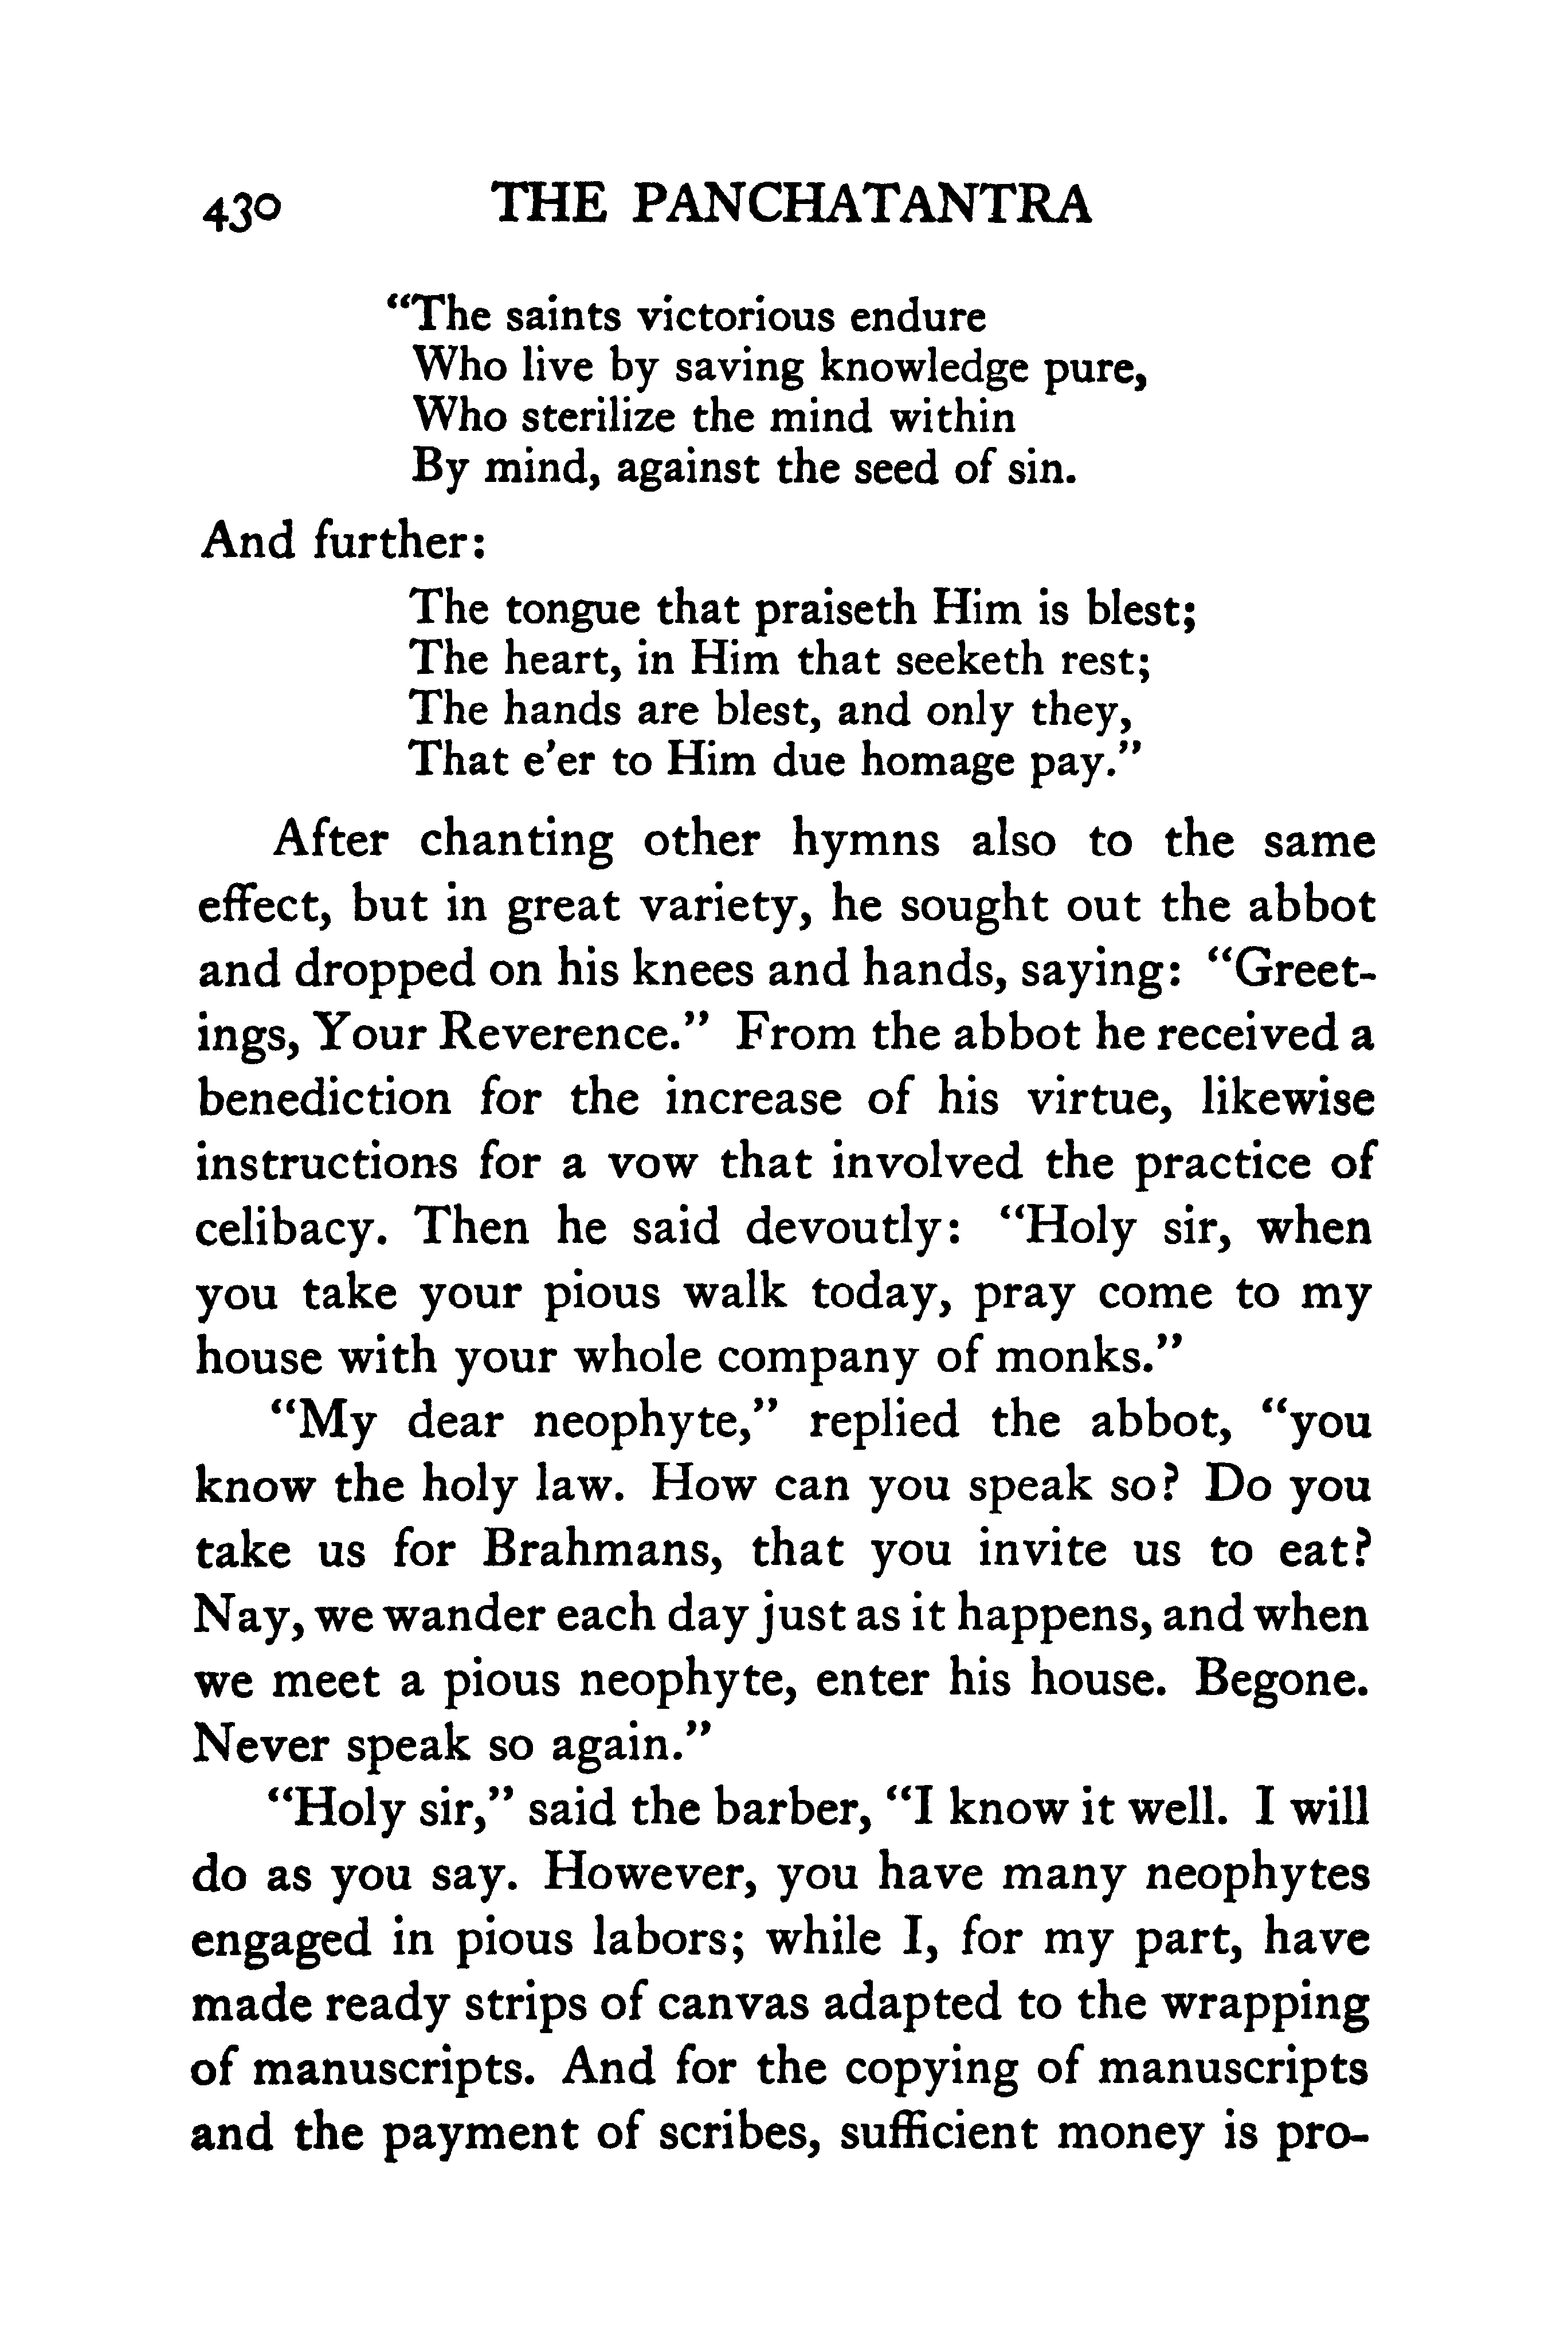 430 THE PANCHATANTRA
“The saints victorious endure
Who live by saving knowledge pure,
Who sterilize the mind within
By mind, against the seed of sin.
And further:
The tongue that praiseth Him is blest;
The heart, in Him that seeketh rest;
The hands are blest, and only they,
That e’er to Him due homage pay.”
After chanting other hymns also to the same
effect, but in great variety, he sought out the abbot
and dropped on his knees and hands, saying: “Greet-
ings, Your Reverence.” From the abbot he received a
benediction for the increase of his virtue, likewise
instructions for a vow that involved the practice of
celibacy. Then he said devoutly: “Holy sir, when
you take your pious walk today, pray come to my
house with your whole company of monks.”
“My dear neophyte,” replied the abbot, “you
know the holy law. How can you speak so? Do you
take us for Brahmans, that you invite us to eat?
Nay, we wander each day just as it happens, and when
we meet a pious neophyte, enter his house. Begone.
Never speak so again.”
“Holy sir,” said the barber, “I know it well. I will
do as you say. However, you have many neophytes
engaged in pious labors; while I, for my part, have
made ready strips of canvas adapted to the wrapping
of manuscripts. And for the copying of manuscripts
and the payment of scribes, sufficient money is pro-